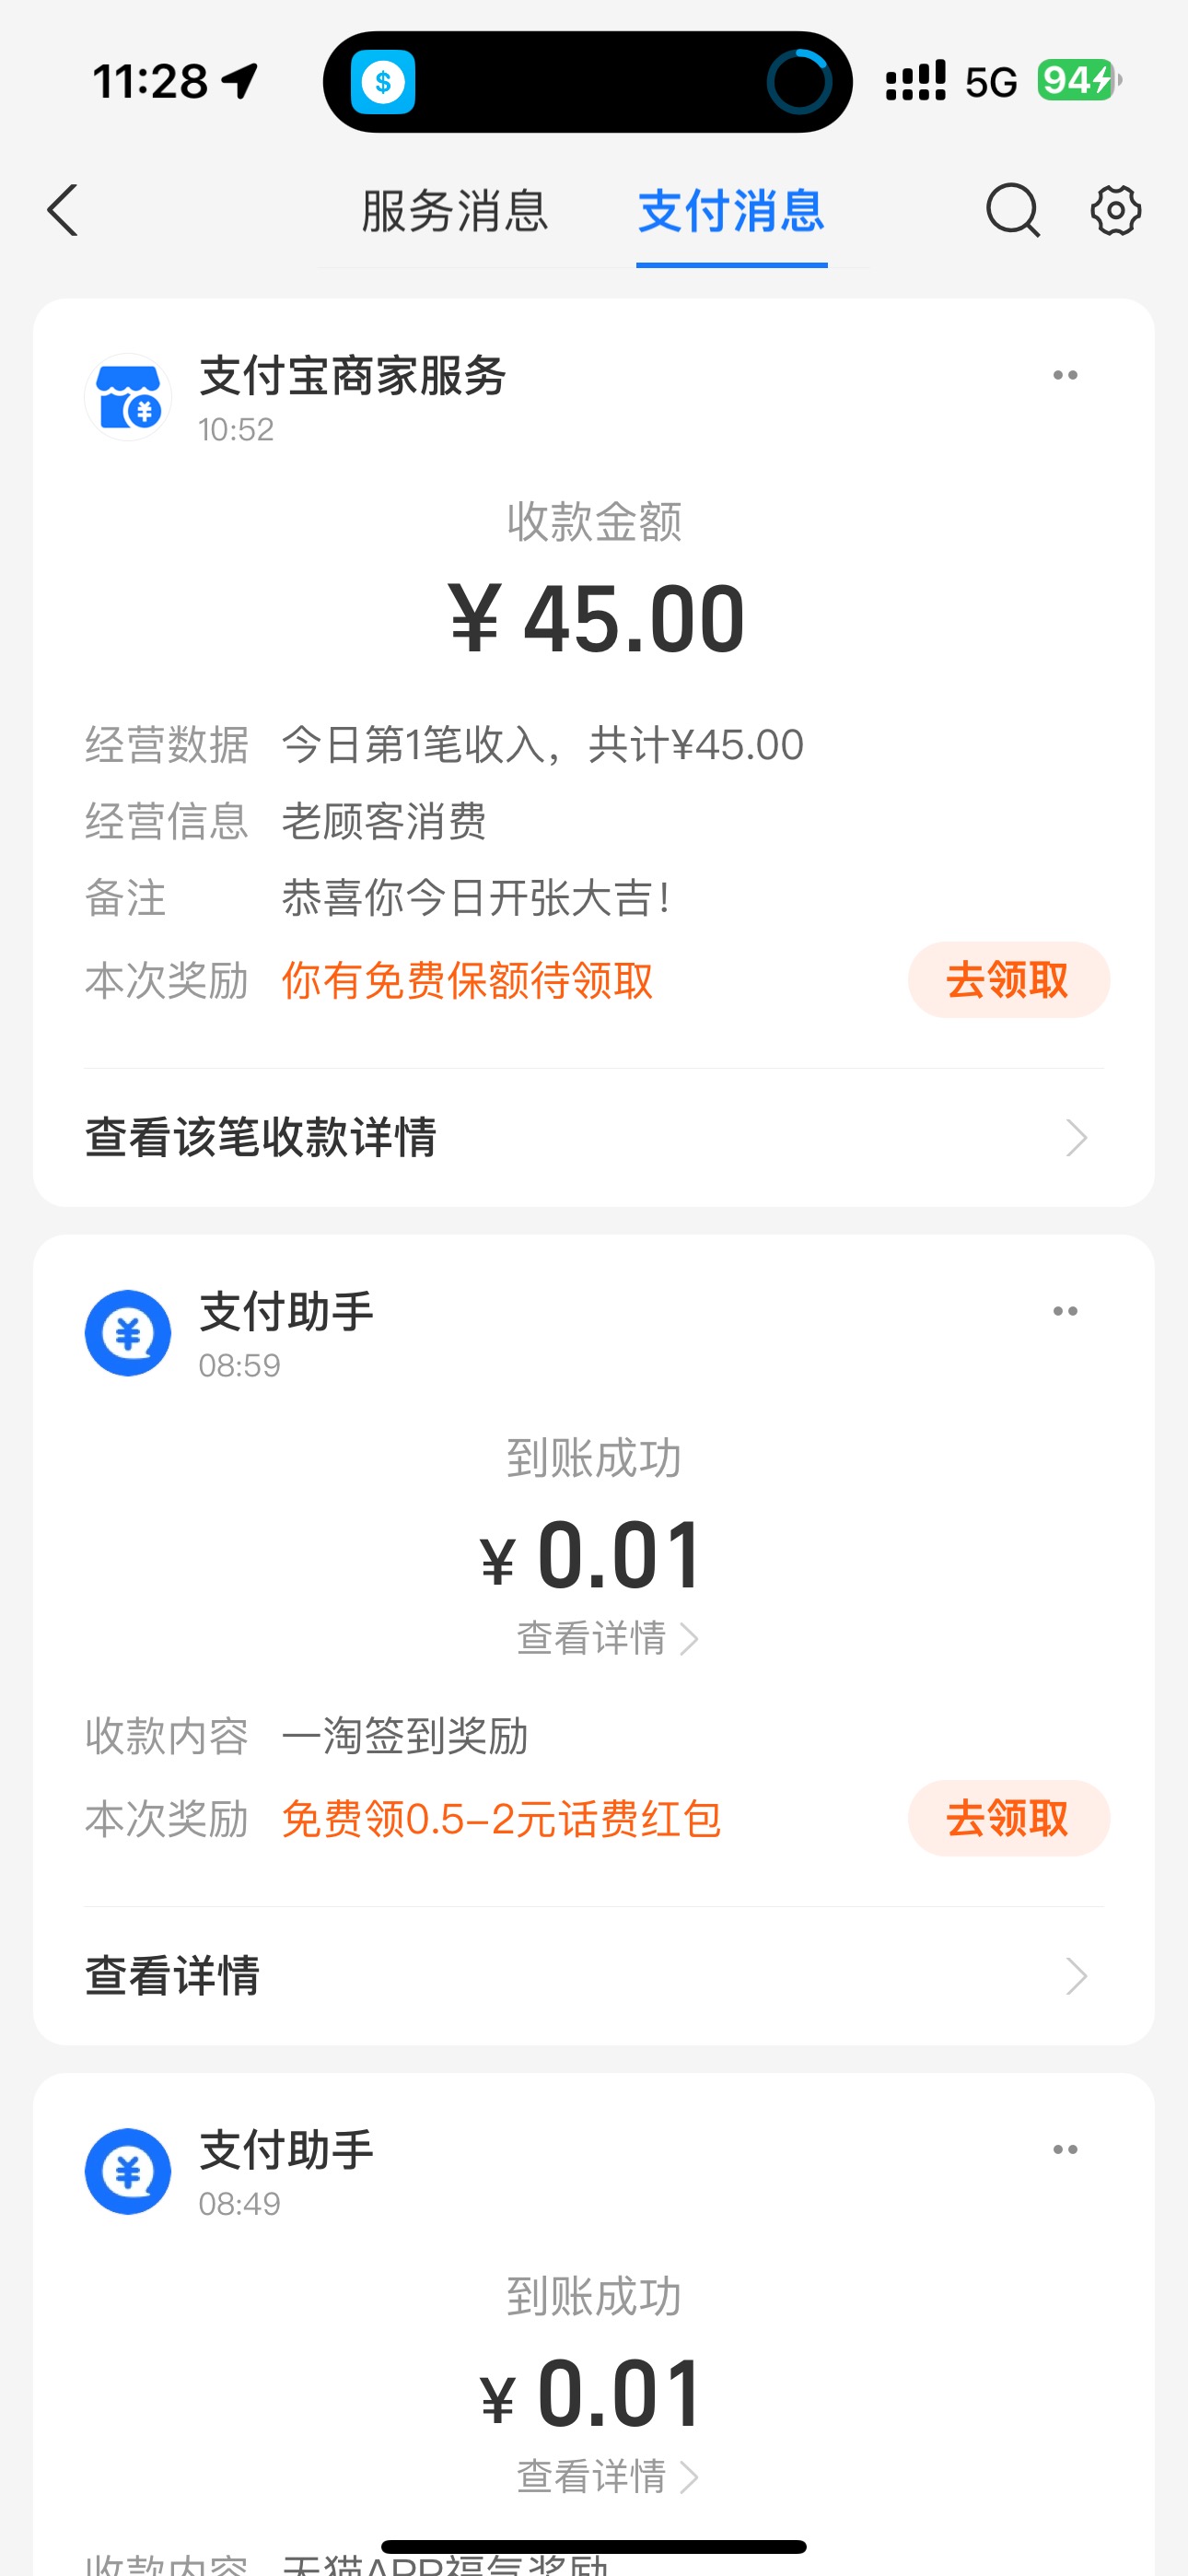 11:28
5G
94
服务消息
支付消息
支付宝商家服务
10:52
收款金额
¥ 45.00
经营数据 今日第1笔收入，共计¥45.00
经营信息 老顾客消费
备注 恭喜你今日开张大吉！
本次奖励 你有免费保额待领取
去领取
查看该笔收款详情
支付助手
08:59
到账成功
¥ 0.01
查看详情
收款内容 一淘签到奖励
本次奖励 免费领0.5-2元话费红包
去领取
查看详情
支付助手
08:49
到账成功
¥ 0.01
查看详情
收款内容 天猫APP福气奖励